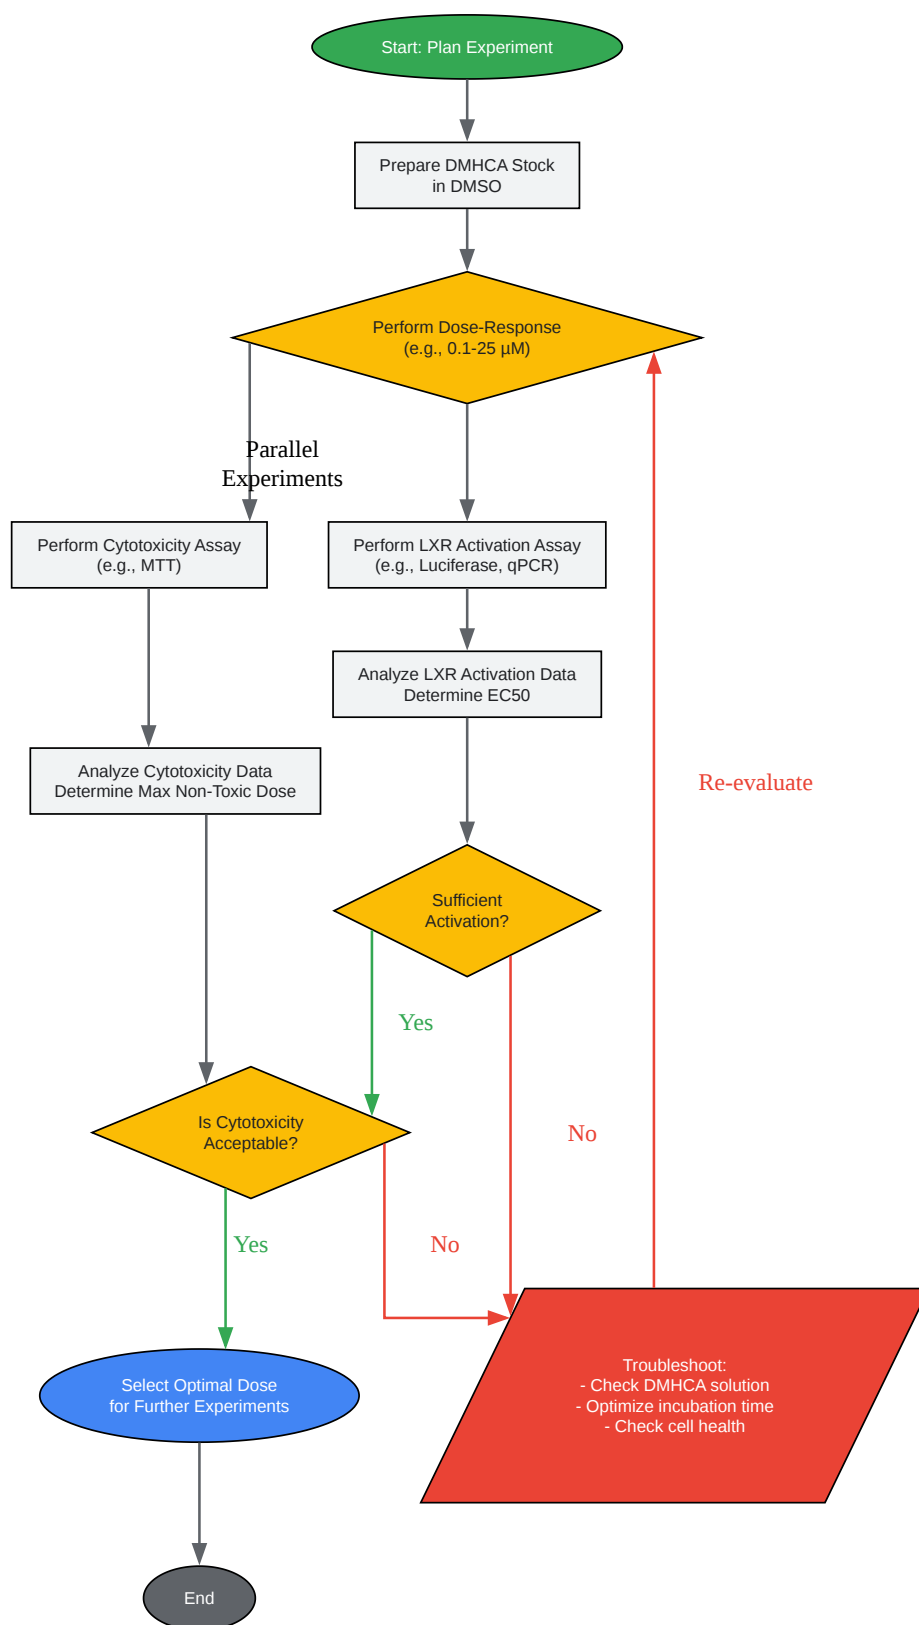 Start: Plan Experiment
Prepare DMHCA Stock
in DMSO
Perform Dose-Response
(e.g., 0.1-25 µM)
Parallel
Experiments
Perform Cytotoxicity Assay
(e.g., MTT)
Perform LXR Activation Assay
(e.g., Luciferase, qPCR)
Analyze LXR Activation Data
Determine EC50
Analyze Cytotoxicity Data
Determine Max Non-Toxic Dose
Re-evaluate
Sufficient
Activation?
Yes
Is Cytotoxicity
Acceptable?
No
Yes
No
Select Optimal Dose
for Further Experiments
Troubleshoot:
- Check DMHCA solution
- Optimize incubation time
- Check cell health
End